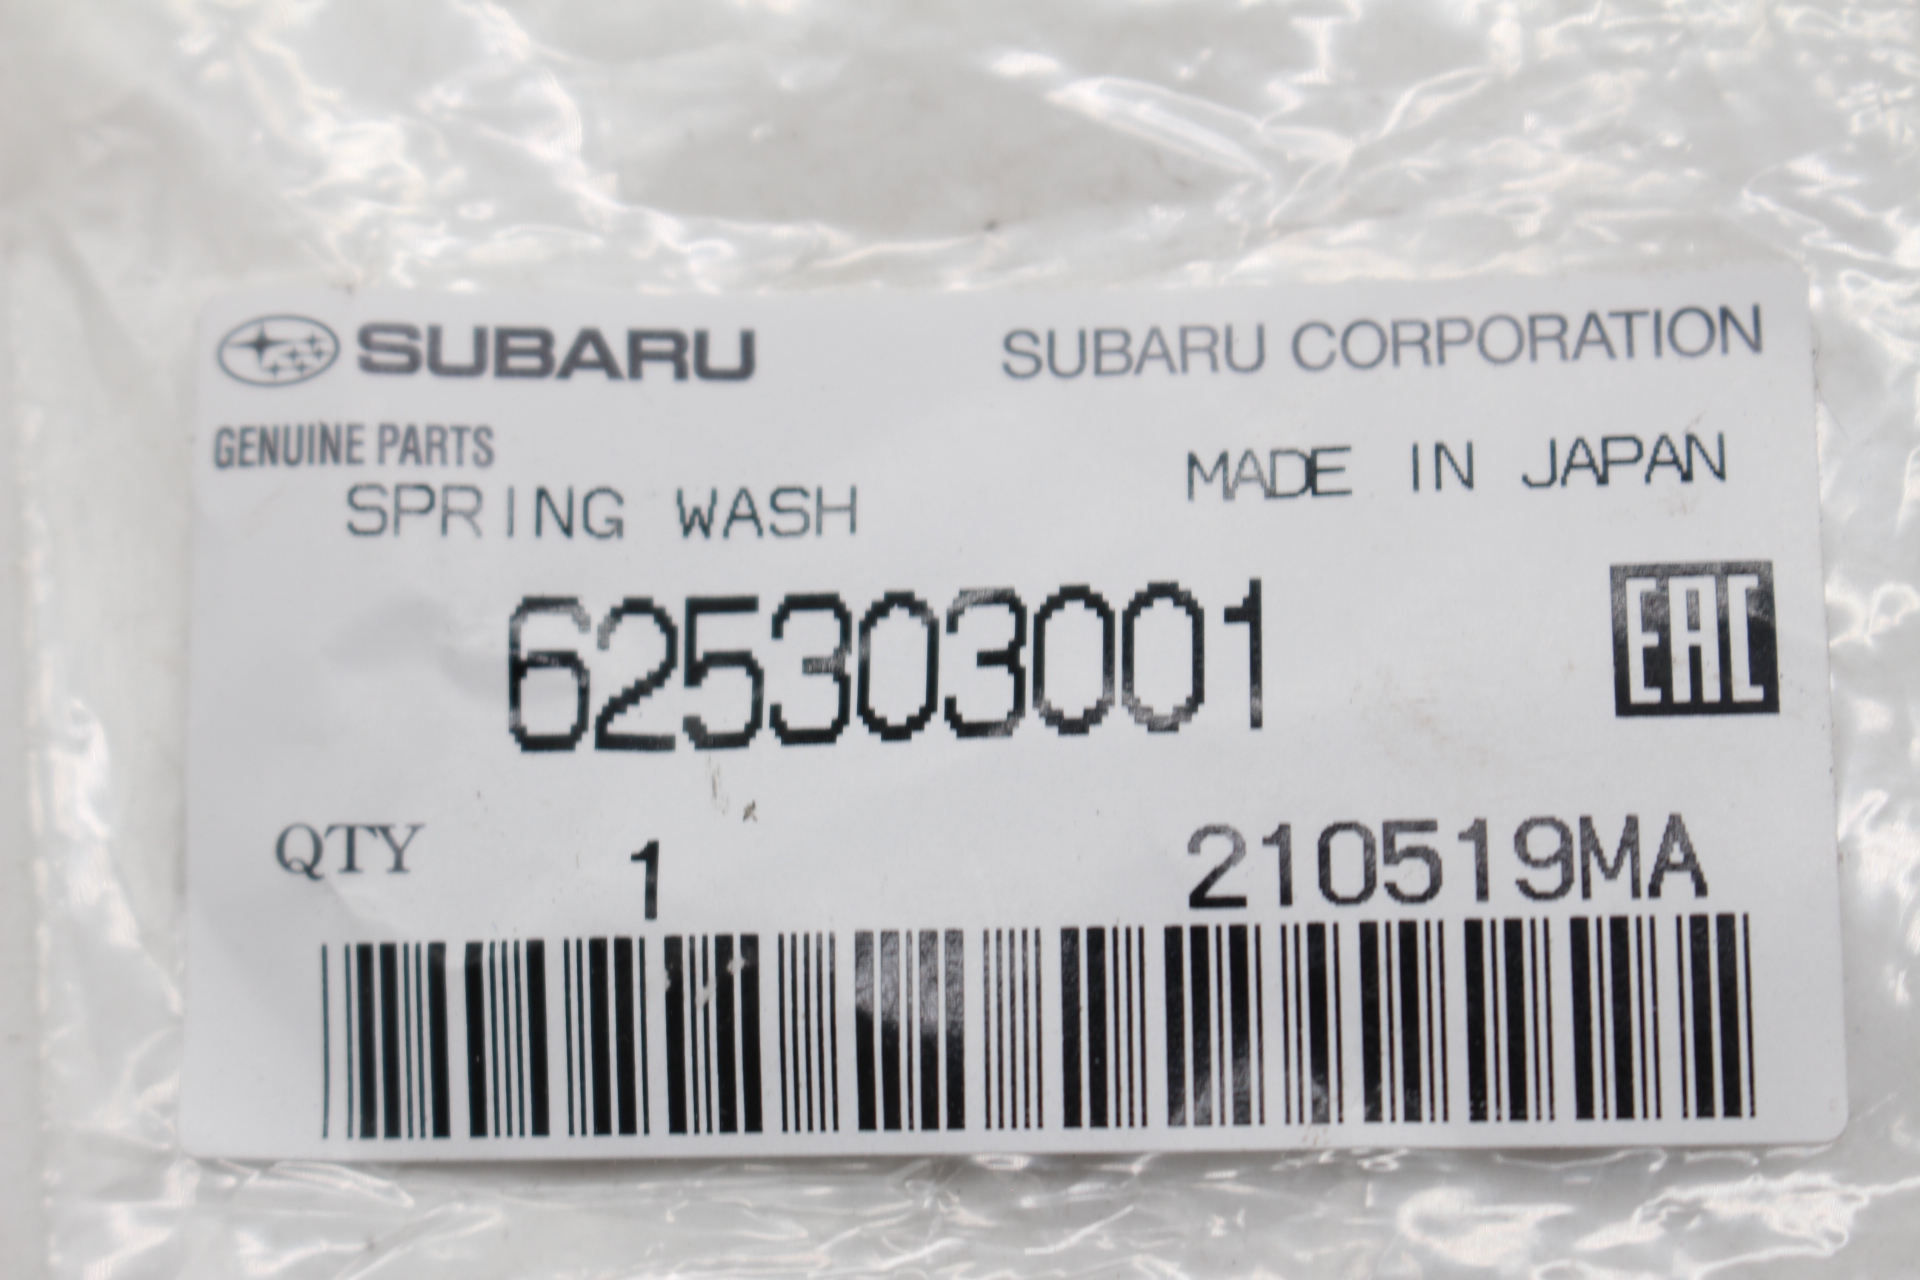 SUBARU SUBARU CORPORATION
GENUINE PARTS
SPRING WASH MADE IN JAPAN
625303001
EAC
QTY 1 210519MA